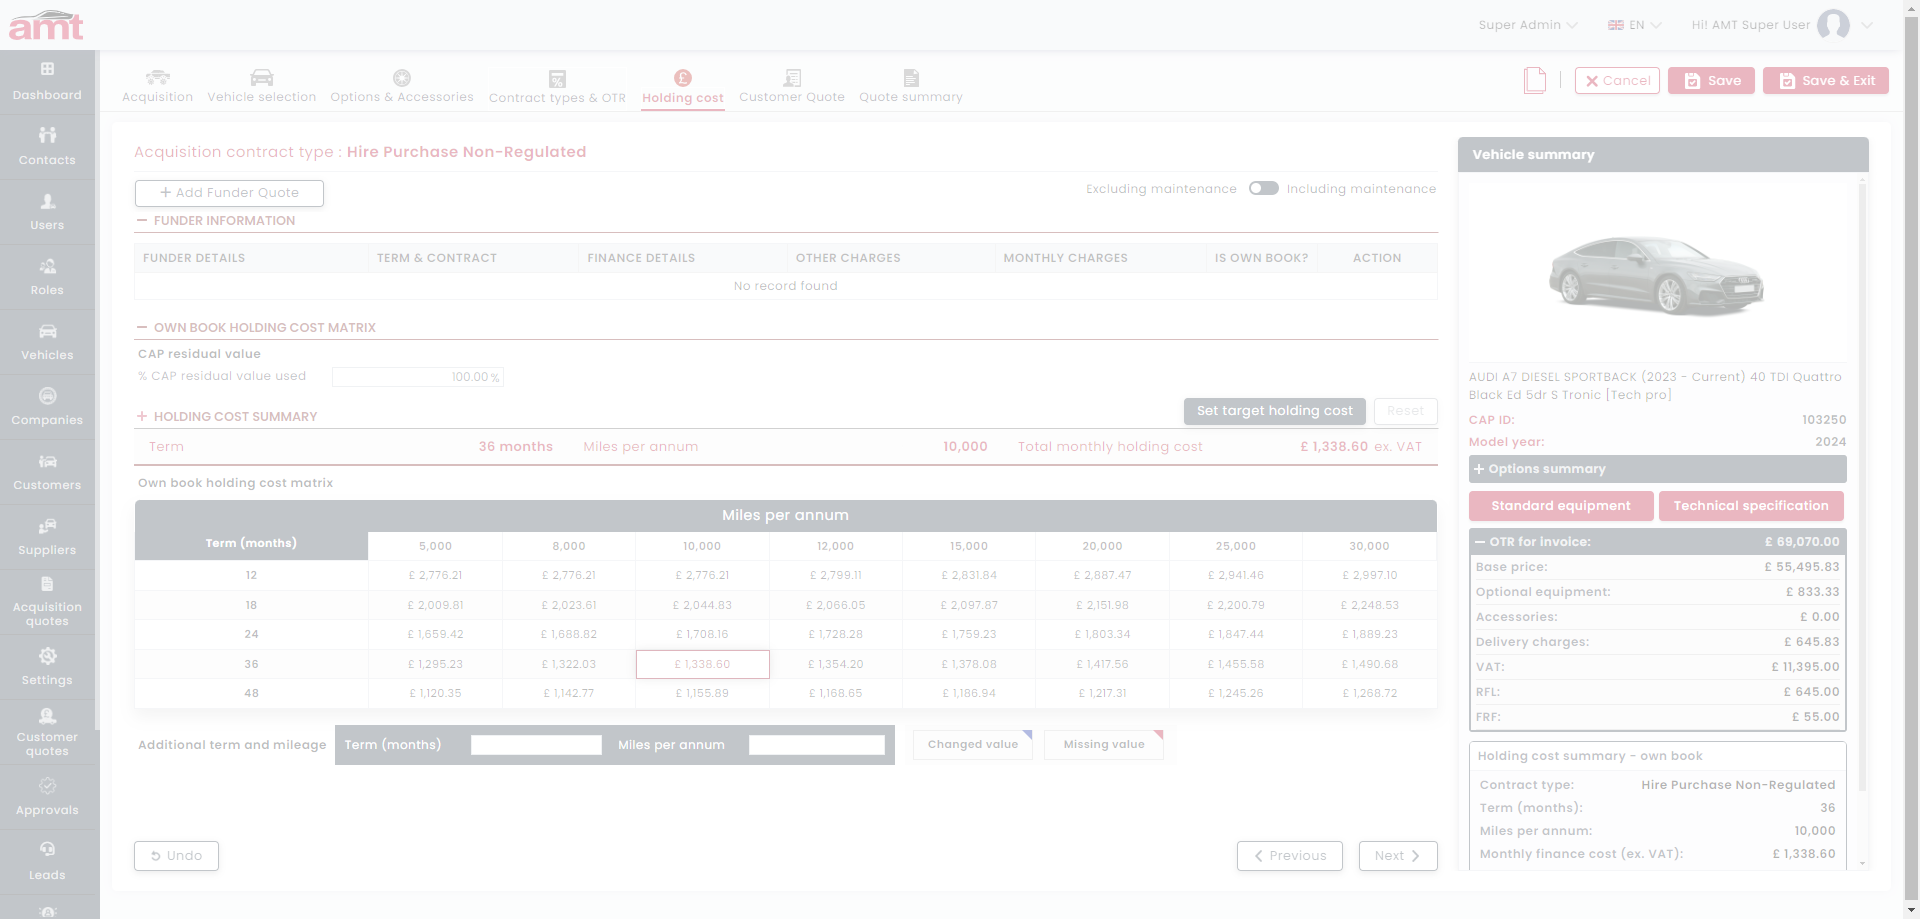 amt
Super Admin
EN
Hi! AMT Super User
Dashboard
Contacts
Users
Roles
Vehicles
Companies
Customers
Suppliers
Acquisition
quotes
Settings
Customer
quotes
Approvals
Leads
Acquisition
Vehicle selection
Options & Accessories
Contract types & OTR
Holding cost
Customer Quote
Quote summary
Cancel
Save
Save & Exit
Acquisition contract type : Hire Purchase Non-Regulated
+ Add Funder Quote
Excluding maintenance
Including maintenance
FUNDER INFORMATION
FUNDER DETAILS TERM & CONTRACT FINANCE DETAILS OTHER CHARGES MONTHLY CHARGES IS OWN BOOK? ACTION
No record found
OWN BOOK HOLDING COST MATRIX
CAP residual value
% CAP residual value used 100.00 %
HOLDING COST SUMMARY
Set target holding cost
Reset
Term 36 months Miles per annum 10,000 Total monthly holding cost £ 1,338.60 ex. VAT
Own book holding cost matrix
Miles per annum
Term (months) 5,000 8,000 10,000 12,000 15,000 20,000 25,000 30,000
12 £ 2,776.21 £ 2,776.21 £ 2,776.21 £ 2,799.11 £ 2,831.84 £ 2,887.47 £ 2,941.46 £ 2,997.10
18 £ 2,009.81 £ 2,023.61 £ 2,044.83 £ 2,066.05 £ 2,097.87 £ 2,151.98 £ 2,200.79 £ 2,248.53
24 £ 1,659.42 £ 1,688.82 £ 1,708.16 £ 1,728.28 £ 1,759.23 £ 1,803.34 £ 1,847.44 £ 1,889.23
36 £ 1,295.23 £ 1,322.03 £ 1,338.60 £ 1,354.20 £ 1,378.08 £ 1,417.56 £ 1,455.58 £ 1,490.68
48 £ 1,120.35 £ 1,142.77 £ 1,155.89 £ 1,168.65 £ 1,186.94 £ 1,217.31 £ 1,245.26 £ 1,268.72
Additional term and mileage Term (months) Miles per annum
Changed value
Missing value
Undo
Previous
Next
Vehicle summary
AUDI A7 DIESEL SPORTBACK (2023 - Current) 40 TDI Quattro
Black Ed 5dr S Tronic [Tech pro]
CAP ID: 103250
Model year: 2024
Options summary
Standard equipment
Technical specification
OTR for invoice: £ 69,070.00
Base price: £ 55,495.83
Optional equipment: £ 833.33
Accessories: £ 0.00
Delivery charges: £ 645.83
VAT: £ 11,395.00
RFL: £ 645.00
FRF: £ 55.00
Holding cost summary - own book
Contract type: Hire Purchase Non-Regulated
Term (months): 36
Miles per annum: 10,000
Monthly finance cost (ex. VAT): £ 1,338.60